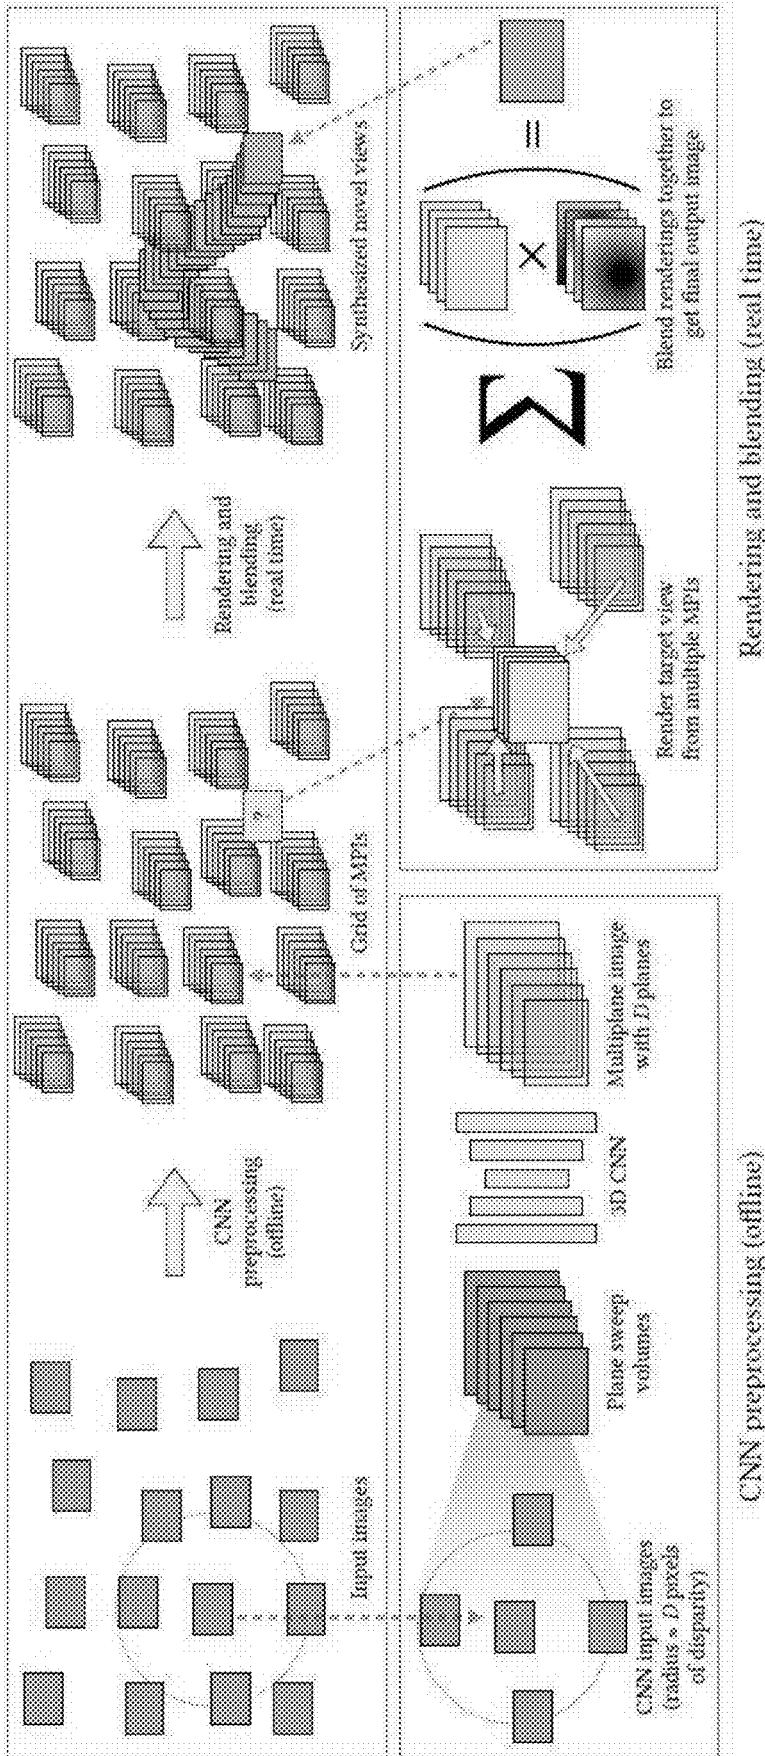 Input images
CNN
preprocessing
(offline)
Grid of MPIs
Rendering and
blending
(real time)
Synthesized novel views
CNN input images
(radius ≈ D pixels
of disparity)
Plane sweep
volumes
3D CNN
Multiplane image
with D planes
Render target view
from multiple MPIs
Σ
(
×
)
=
Blend renderings together to
get final output image
CNN preprocessing (offline)
Rendering and blending (real time)